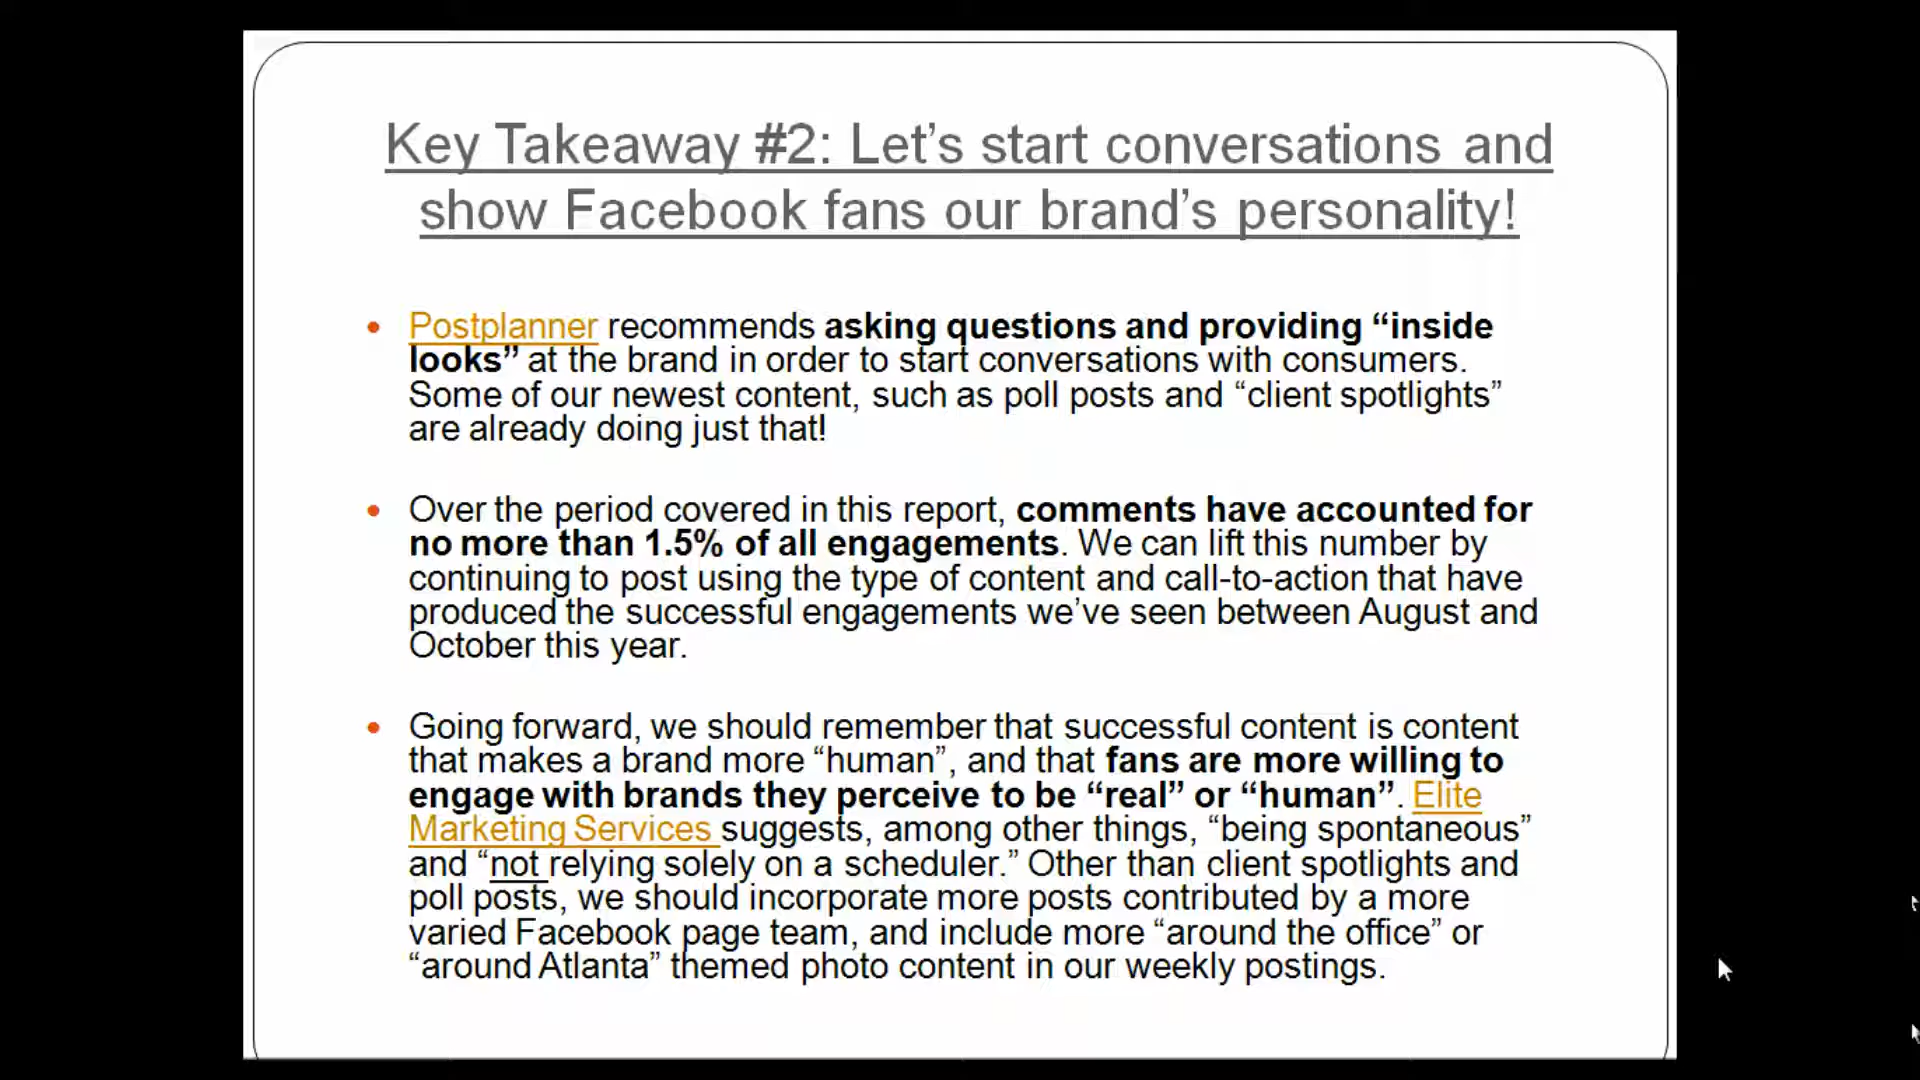 Key Takeaway #2: Let’s start conversations and
show Facebook fans our brand’s personality!
• Postplanner recommends asking questions and providing “inside
looks” at the brand in order to start conversations with consumers.
Some of our newest content, such as poll posts and “client spotlights”
are already doing just that!
• Over the period covered in this report, comments have accounted for
no more than 1.5% of all engagements. We can lift this number by
continuing to post using the type of content and call-to-action that have
produced the successful engagements we’ve seen between August and
October this year.
• Going forward, we should remember that successful content is content
that makes a brand more “human”, and that fans are more willing to
engage with brands they perceive to be “real” or “human”. Elite
Marketing Services suggests, among other things, “being spontaneous”
and “not relying solely on a scheduler.” Other than client spotlights and
poll posts, we should incorporate more posts contributed by a more
varied Facebook page team, and include more “around the office” or
“around Atlanta” themed photo content in our weekly postings.